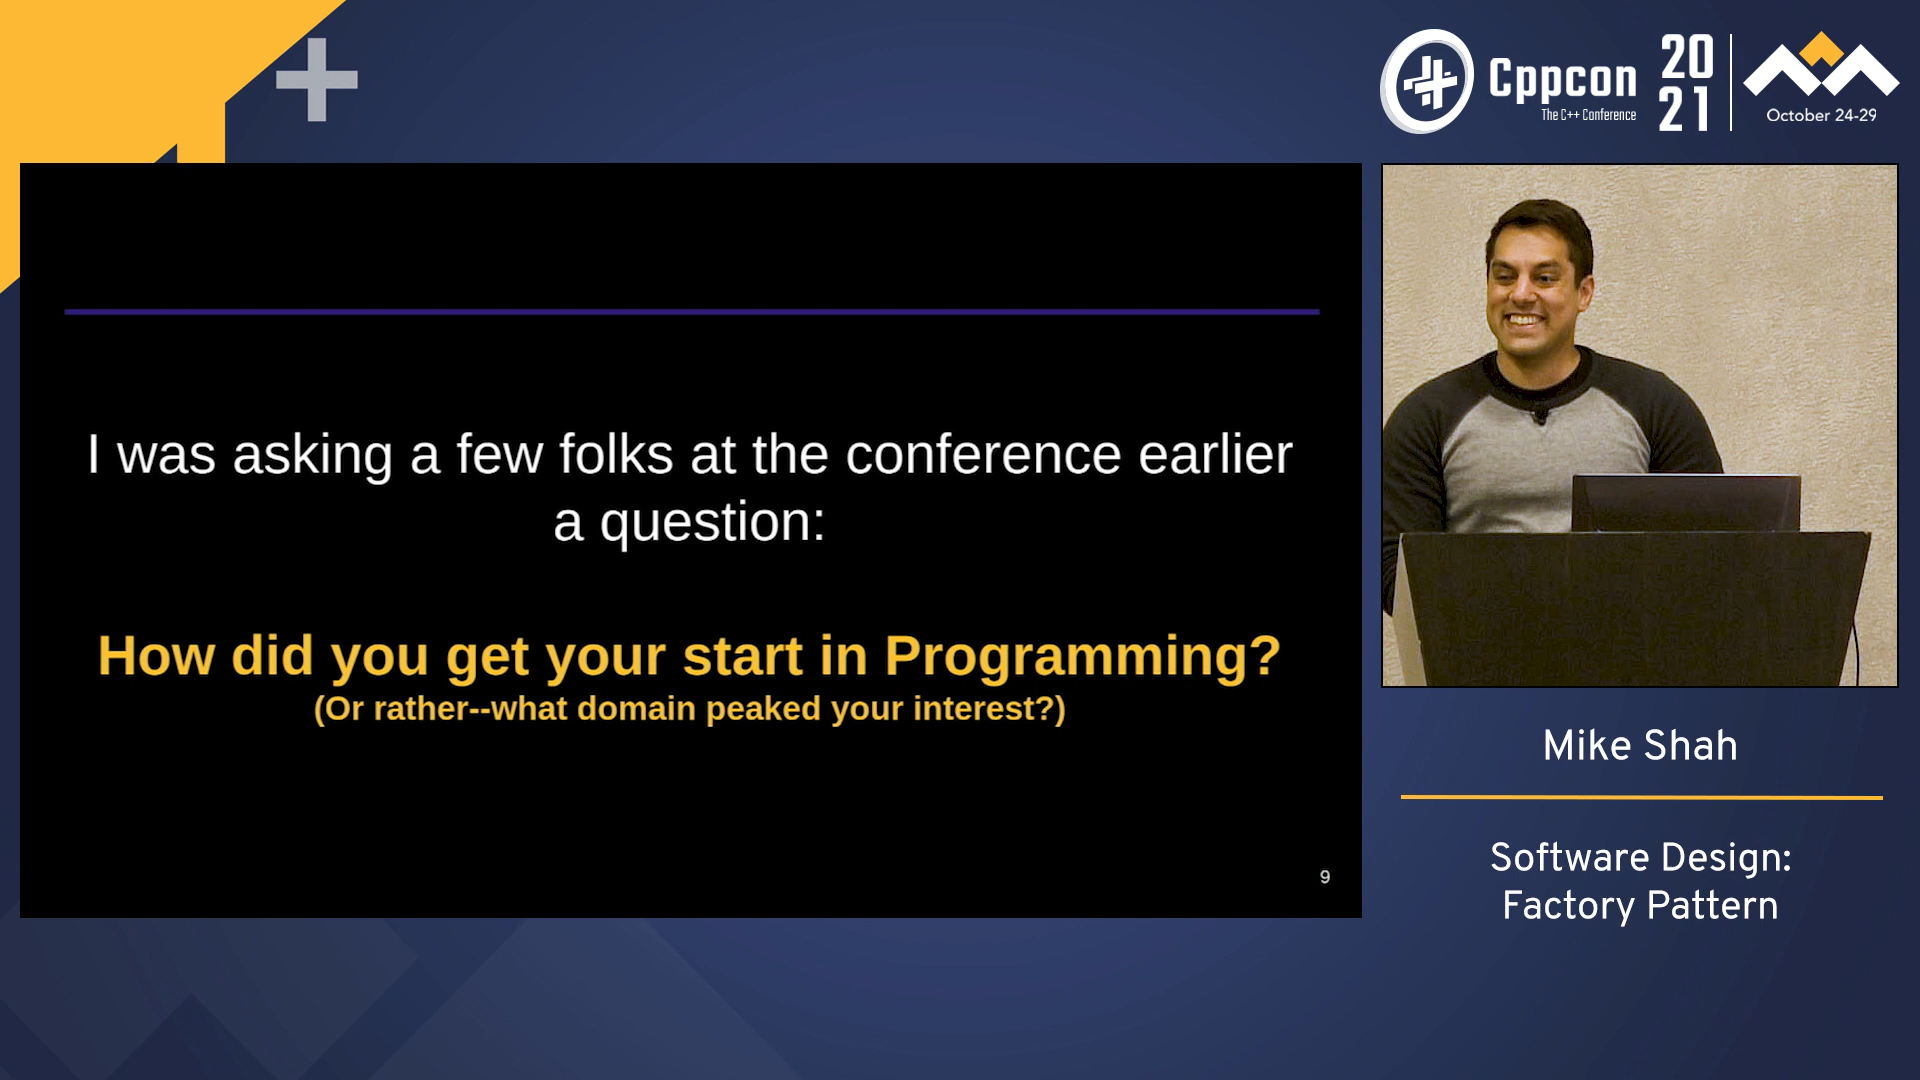 Cppcon
The C++ Conference
20
21
October 24-29
I was asking a few folks at the conference earlier
a question:
How did you get your start in Programming?
(Or rather--what domain peaked your interest?)
9
Mike Shah
Software Design:
Factory Pattern